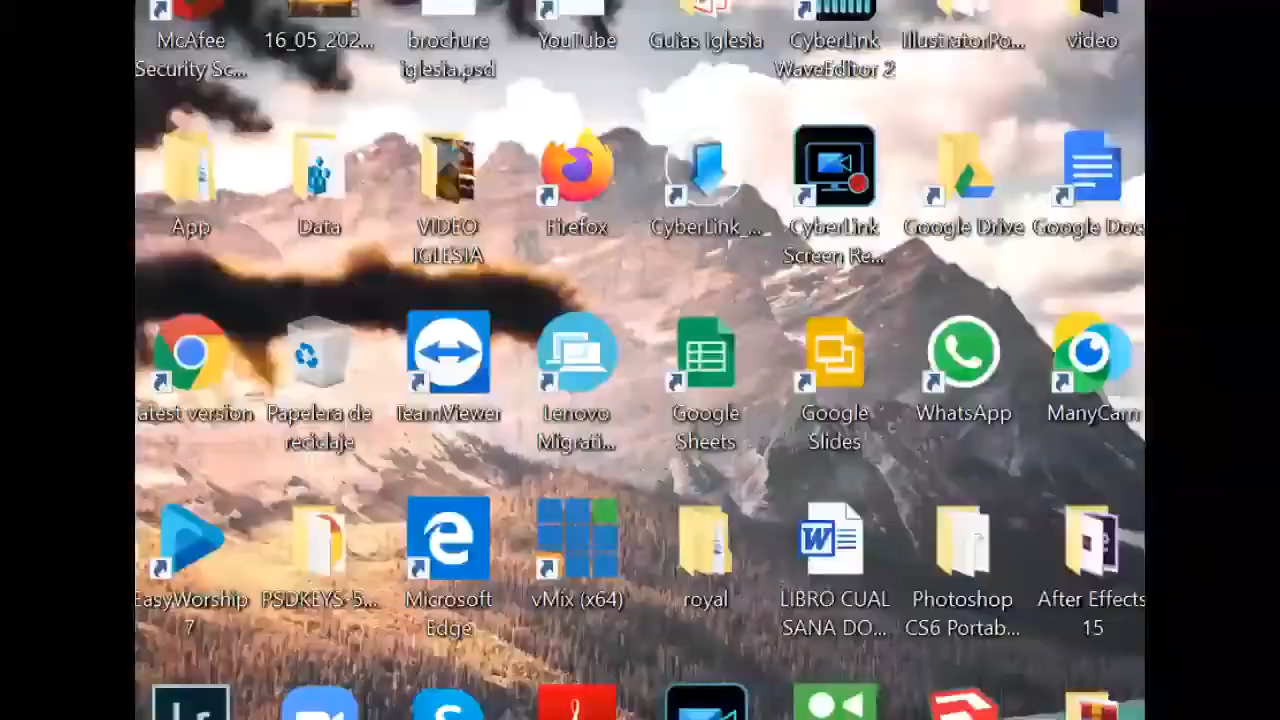 McAfee Security Sc...
16_05_202...
brochure iglesia.psd
YouTube
Guias Iglesia
CyberLink WaveEditor 2
IllustratorPo...
video
App
Data
VIDEO IGLESIA
Firefox
CyberLink_...
CyberLink Screen Re...
Google Drive
Google Doc
atest version
Papelera de reciclaje
TeamViewer
Lenovo Migrati...
Google Sheets
Google Slides
WhatsApp
ManyCam
EasyWorship 7
PSDKEYS-5...
Microsoft Edge
vMix (x64)
royal
LIBRO CUAL SANA DO...
Photoshop CS6 Portab...
After Effects 15